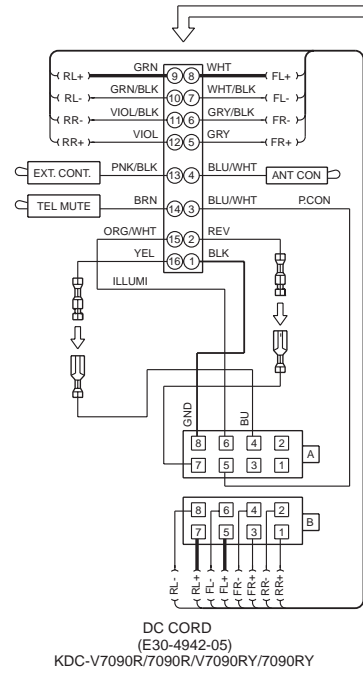 GRN 9 8 WHT
RL+ FL+
GRN/BLK 10 7 WHT/BLK
RL- FL-
VIOL/BLK 11 6 GRY/BLK
RR- FR-
VIOL 12 5 GRY
RR+ FR+
EXT. CONT. PNK/BLK 13 4 BLU/WHT ANT CON
TEL MUTE BRN 14 3 BLU/WHT P.CON
ORG/WHT 15 2 REV
YEL 16 1 BLK
ILLUMI
GND BU
8 6 4 2
A
7 5 3 1
8 6 4 2
B
7 5 3 1
RL- RL+ FL- FL+ FR- FR+ RR- RR+
DC CORD
(E30-4942-05)
KDC-V7090R/7090R/V7090RY/7090RY